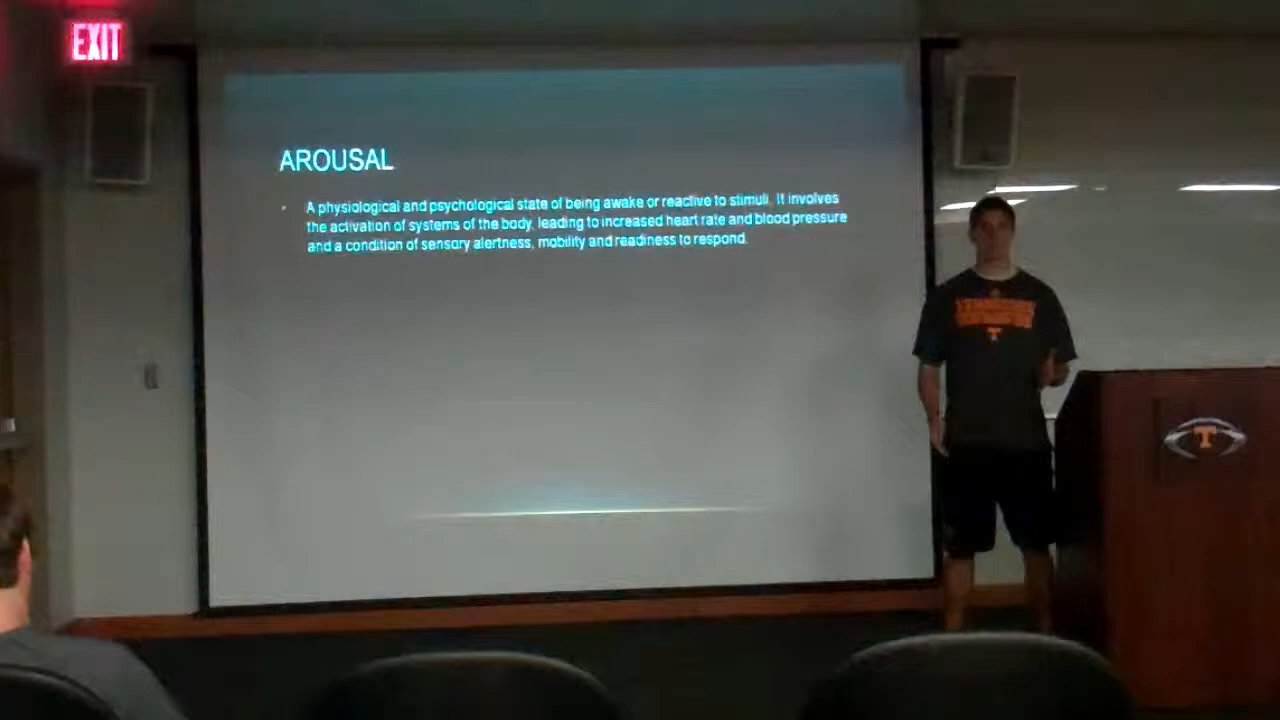 EXIT
AROUSAL
• A physiological and psychological state of being awake or reactive to stimuli. It involves
the activation of systems of the body, leading to increased heart rate and blood pressure
and a condition of sensory alertness, mobility and readiness to respond.
T
T